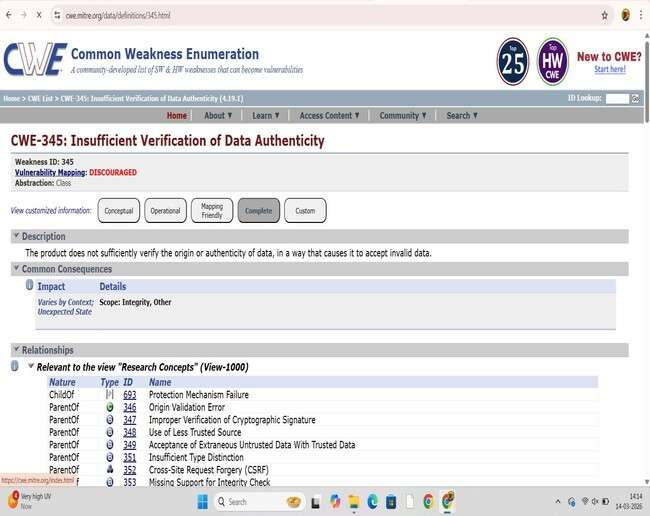 cwe.mitre.org/data/definitions/345.html
CWE Common Weakness Enumeration
A community-developed list of SW & HW weaknesses that can become vulnerabilities
Top 25
Top HW CWE
New to CWE?
Start here!
Home > CWE List > CWE-345: Insufficient Verification of Data Authenticity (4.19.1)
ID Lookup: Go
Home | About ▼ | Learn ▼ | Access Content ▼ | Community ▼ | Search ▼
CWE-345: Insufficient Verification of Data Authenticity
Weakness ID: 345
Vulnerability Mapping: DISCOURAGED
Abstraction: Class
View customized information: Conceptual Operational Mapping Friendly Complete Custom
Description
The product does not sufficiently verify the origin or authenticity of data, in a way that causes it to accept invalid data.
Common Consequences
Impact Details
Varies by Context; Scope: Integrity, Other
Unexpected State
Relationships
Relevant to the view "Research Concepts" (View-1000)
Nature Type ID Name
ChildOf P 693 Protection Mechanism Failure
ParentOf C 346 Origin Validation Error
ParentOf B 347 Improper Verification of Cryptographic Signature
ParentOf B 348 Use of Less Trusted Source
ParentOf B 349 Acceptance of Extraneous Untrusted Data With Trusted Data
ParentOf B 351 Insufficient Type Distinction
ParentOf 352 Cross-Site Request Forgery (CSRF)
f B 353 Missing Support for Integrity Check
https://cwe.mitre.org/index.html
Very high UV
Now
Search
14:14
14-03-2026